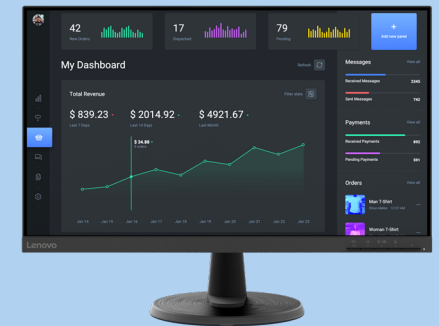 42
New Orders
17
Dispatched
79
Pending
+
Add new panel
My Dashboard
Refresh
Total Revenue
Filter stats
$ 839.23
Last 7 Days
$ 2014.92
Last 14 Days
$ 4921.67
Last Month
$ 34.88
Jan 14
Jan 15
Jan 16
Jan 17
Jan 18
Jan 19
Jan 20
Jan 21
Jan 22
Jan 23
Messages
View all
Received Messages
2340
Sent Messages
742
Payments
View all
Received Payments
Pending Payments
Orders
View all
Man T-Shirt
Woman T-Shirt
Lenovo